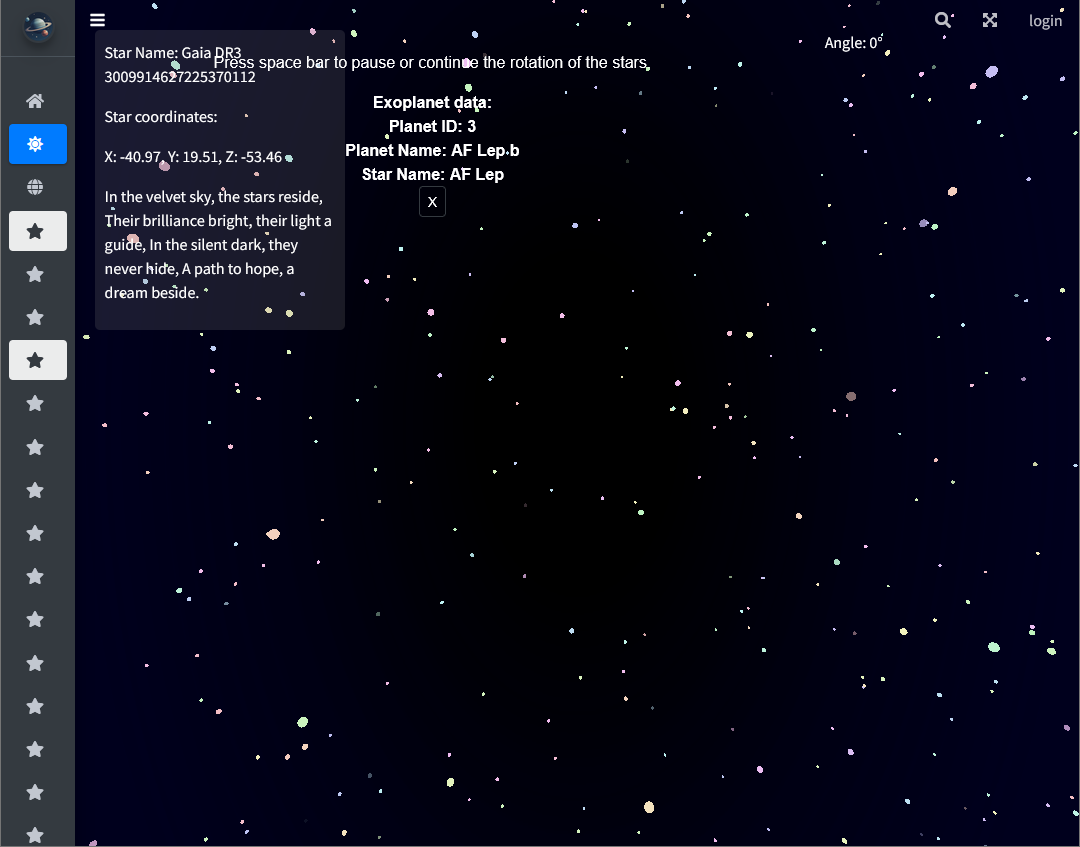 login
Angle: 0°
Star Name: Gaia DR3
3009914627225370112
Press space bar to pause or continue the rotation of the stars
Star coordinates:
X: -40.97, Y: 19.51, Z: -53.46
In the velvet sky, the stars reside,
Their brilliance bright, their light a
guide, In the silent dark, they
never hide, A path to hope, a
dream beside.
Exoplanet data:
Planet ID: 3
Planet Name: AF Lep b
Star Name: AF Lep
X